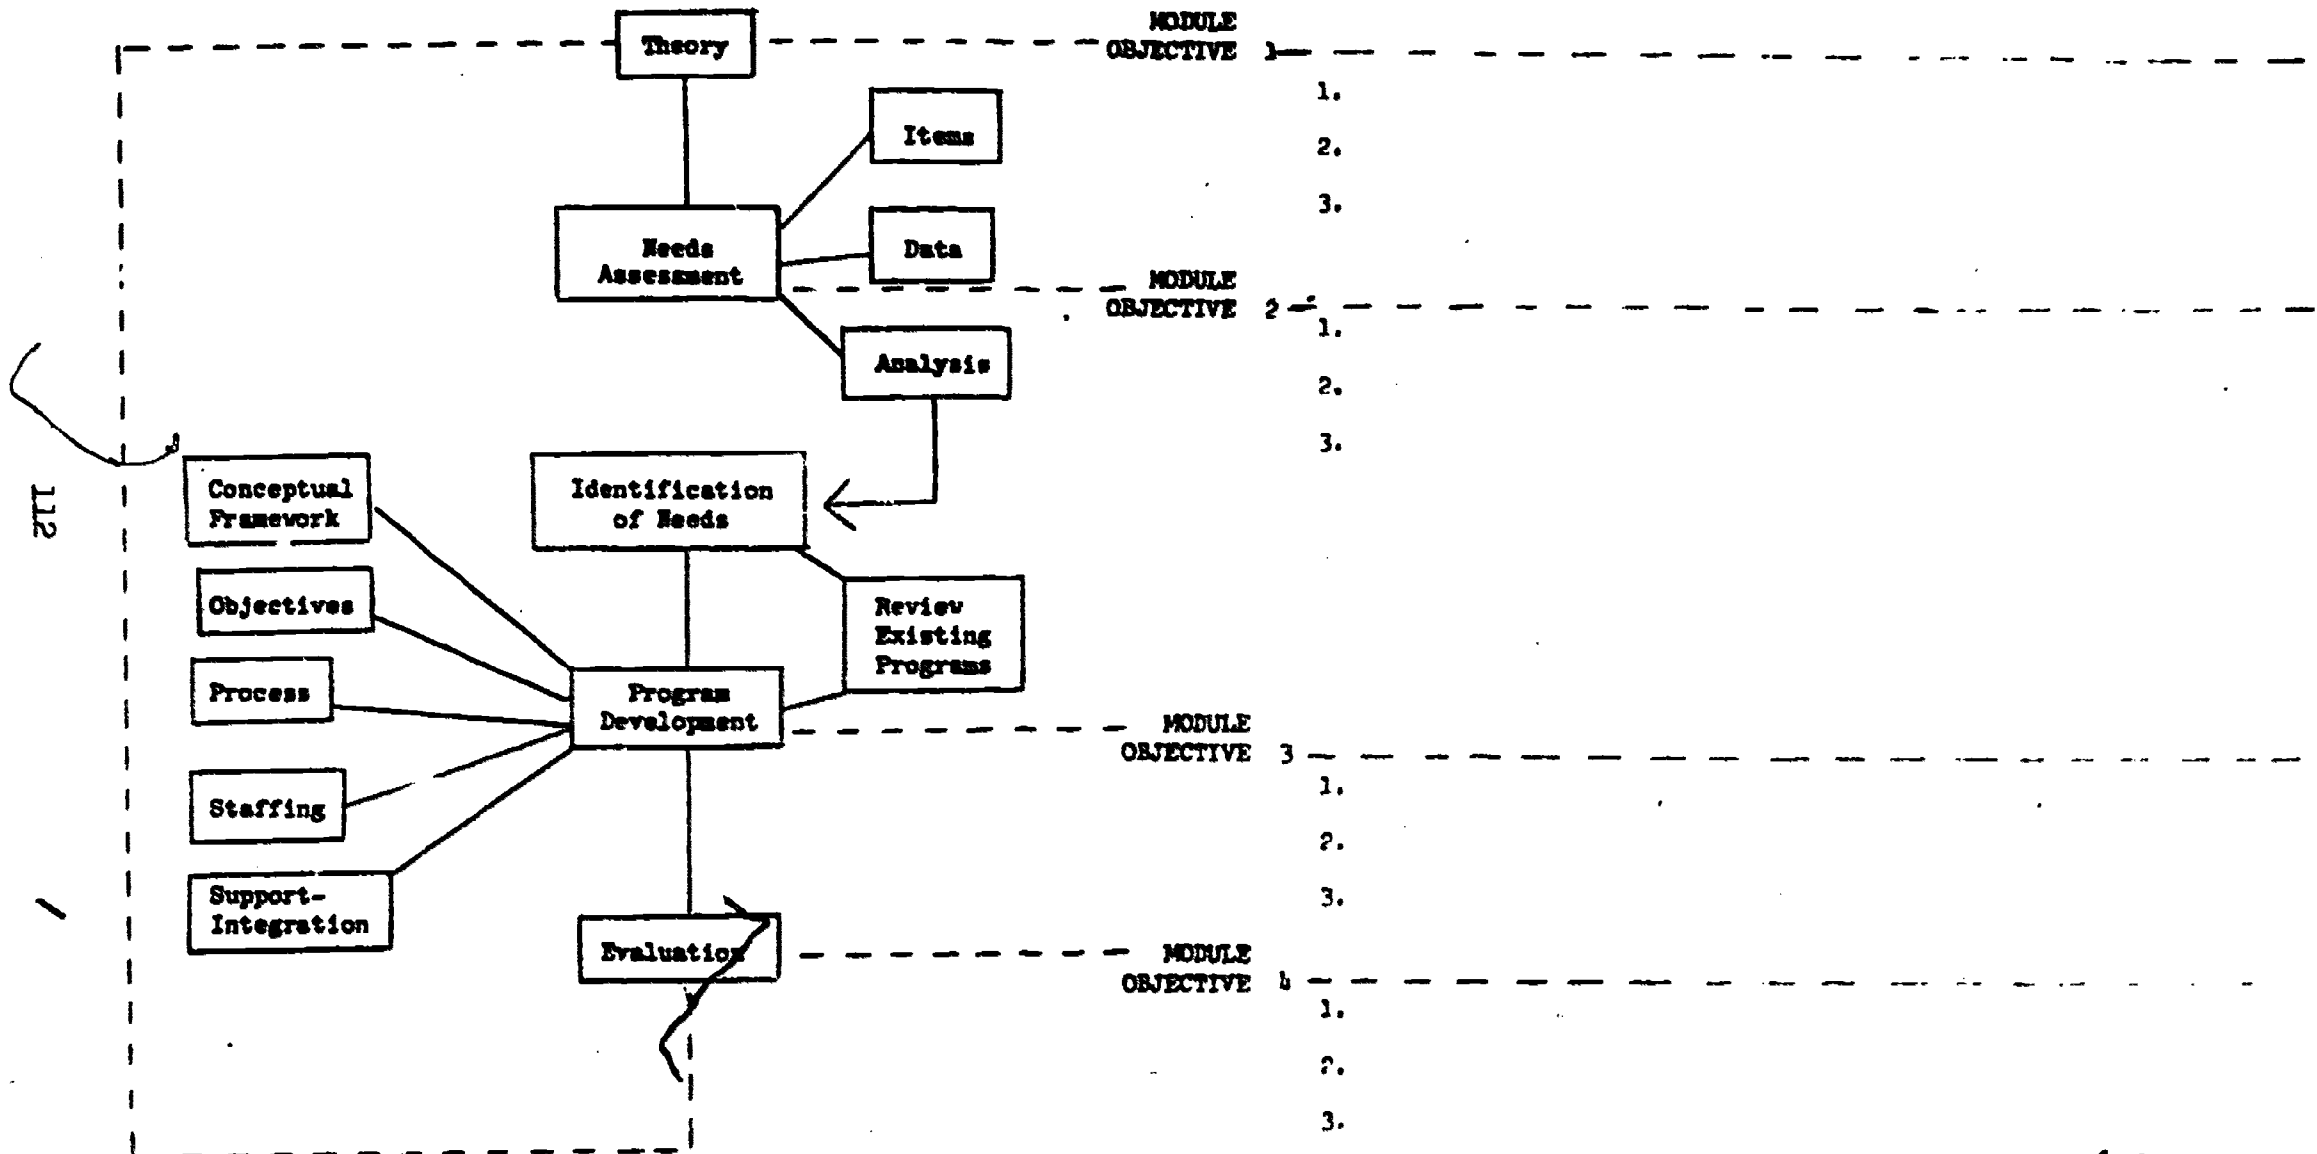 Theory
MODULE
OBJECTIVE 1
1.
Items
2.
3.
Needs
Assessment
Data
MODULE
OBJECTIVE 2
1.
Analysis
2.
3.
Conceptual
Framework
Identification
of Needs
112
Objectives
Review
Existing
Programs
Process
Program
Development
MODULE
OBJECTIVE 3
1.
Staffing
2.
3.
Support-
Integration
Evaluation
MODULE
OBJECTIVE 4
1.
2.
3.